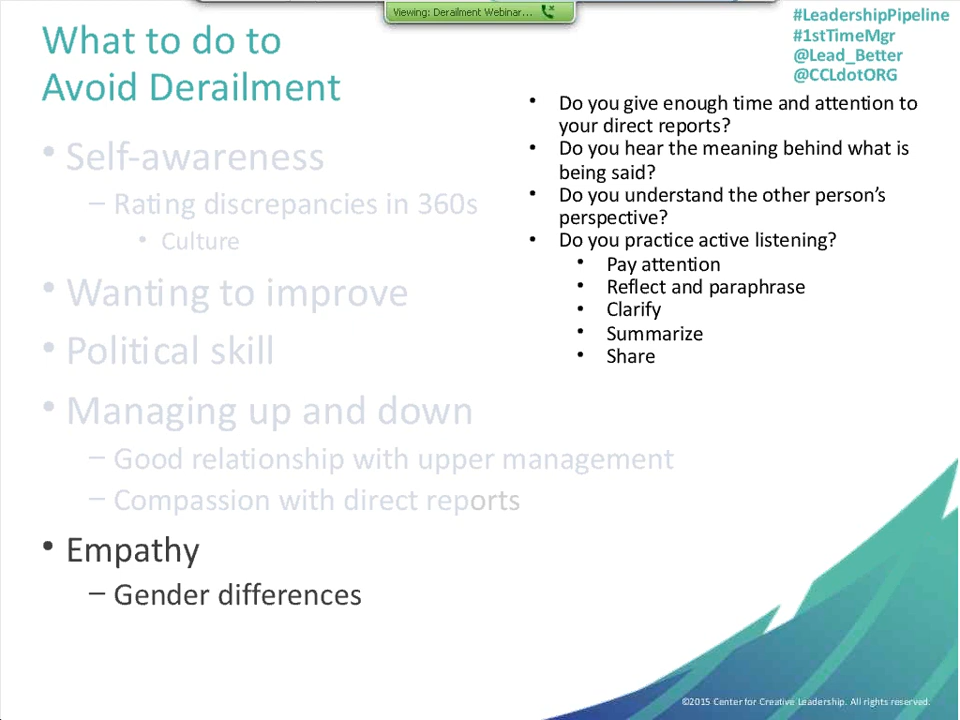 Viewing: Derailment Webinar...
#LeadershipPipeline
#1stTimeMgr
@Lead_Better
@CCLdotORG
What to do to
Avoid Derailment
• Self-awareness
– Rating discrepancies in 360s
• Culture
• Wanting to improve
• Political skill
• Managing up and down
– Good relationship with upper management
– Compassion with direct reports
• Empathy
– Gender differences
• Do you give enough time and attention to
your direct reports?
• Do you hear the meaning behind what is
being said?
• Do you understand the other person’s
perspective?
• Do you practice active listening?
• Pay attention
• Reflect and paraphrase
• Clarify
• Summarize
• Share
©2015 Center for Creative Leadership. All rights reserved.